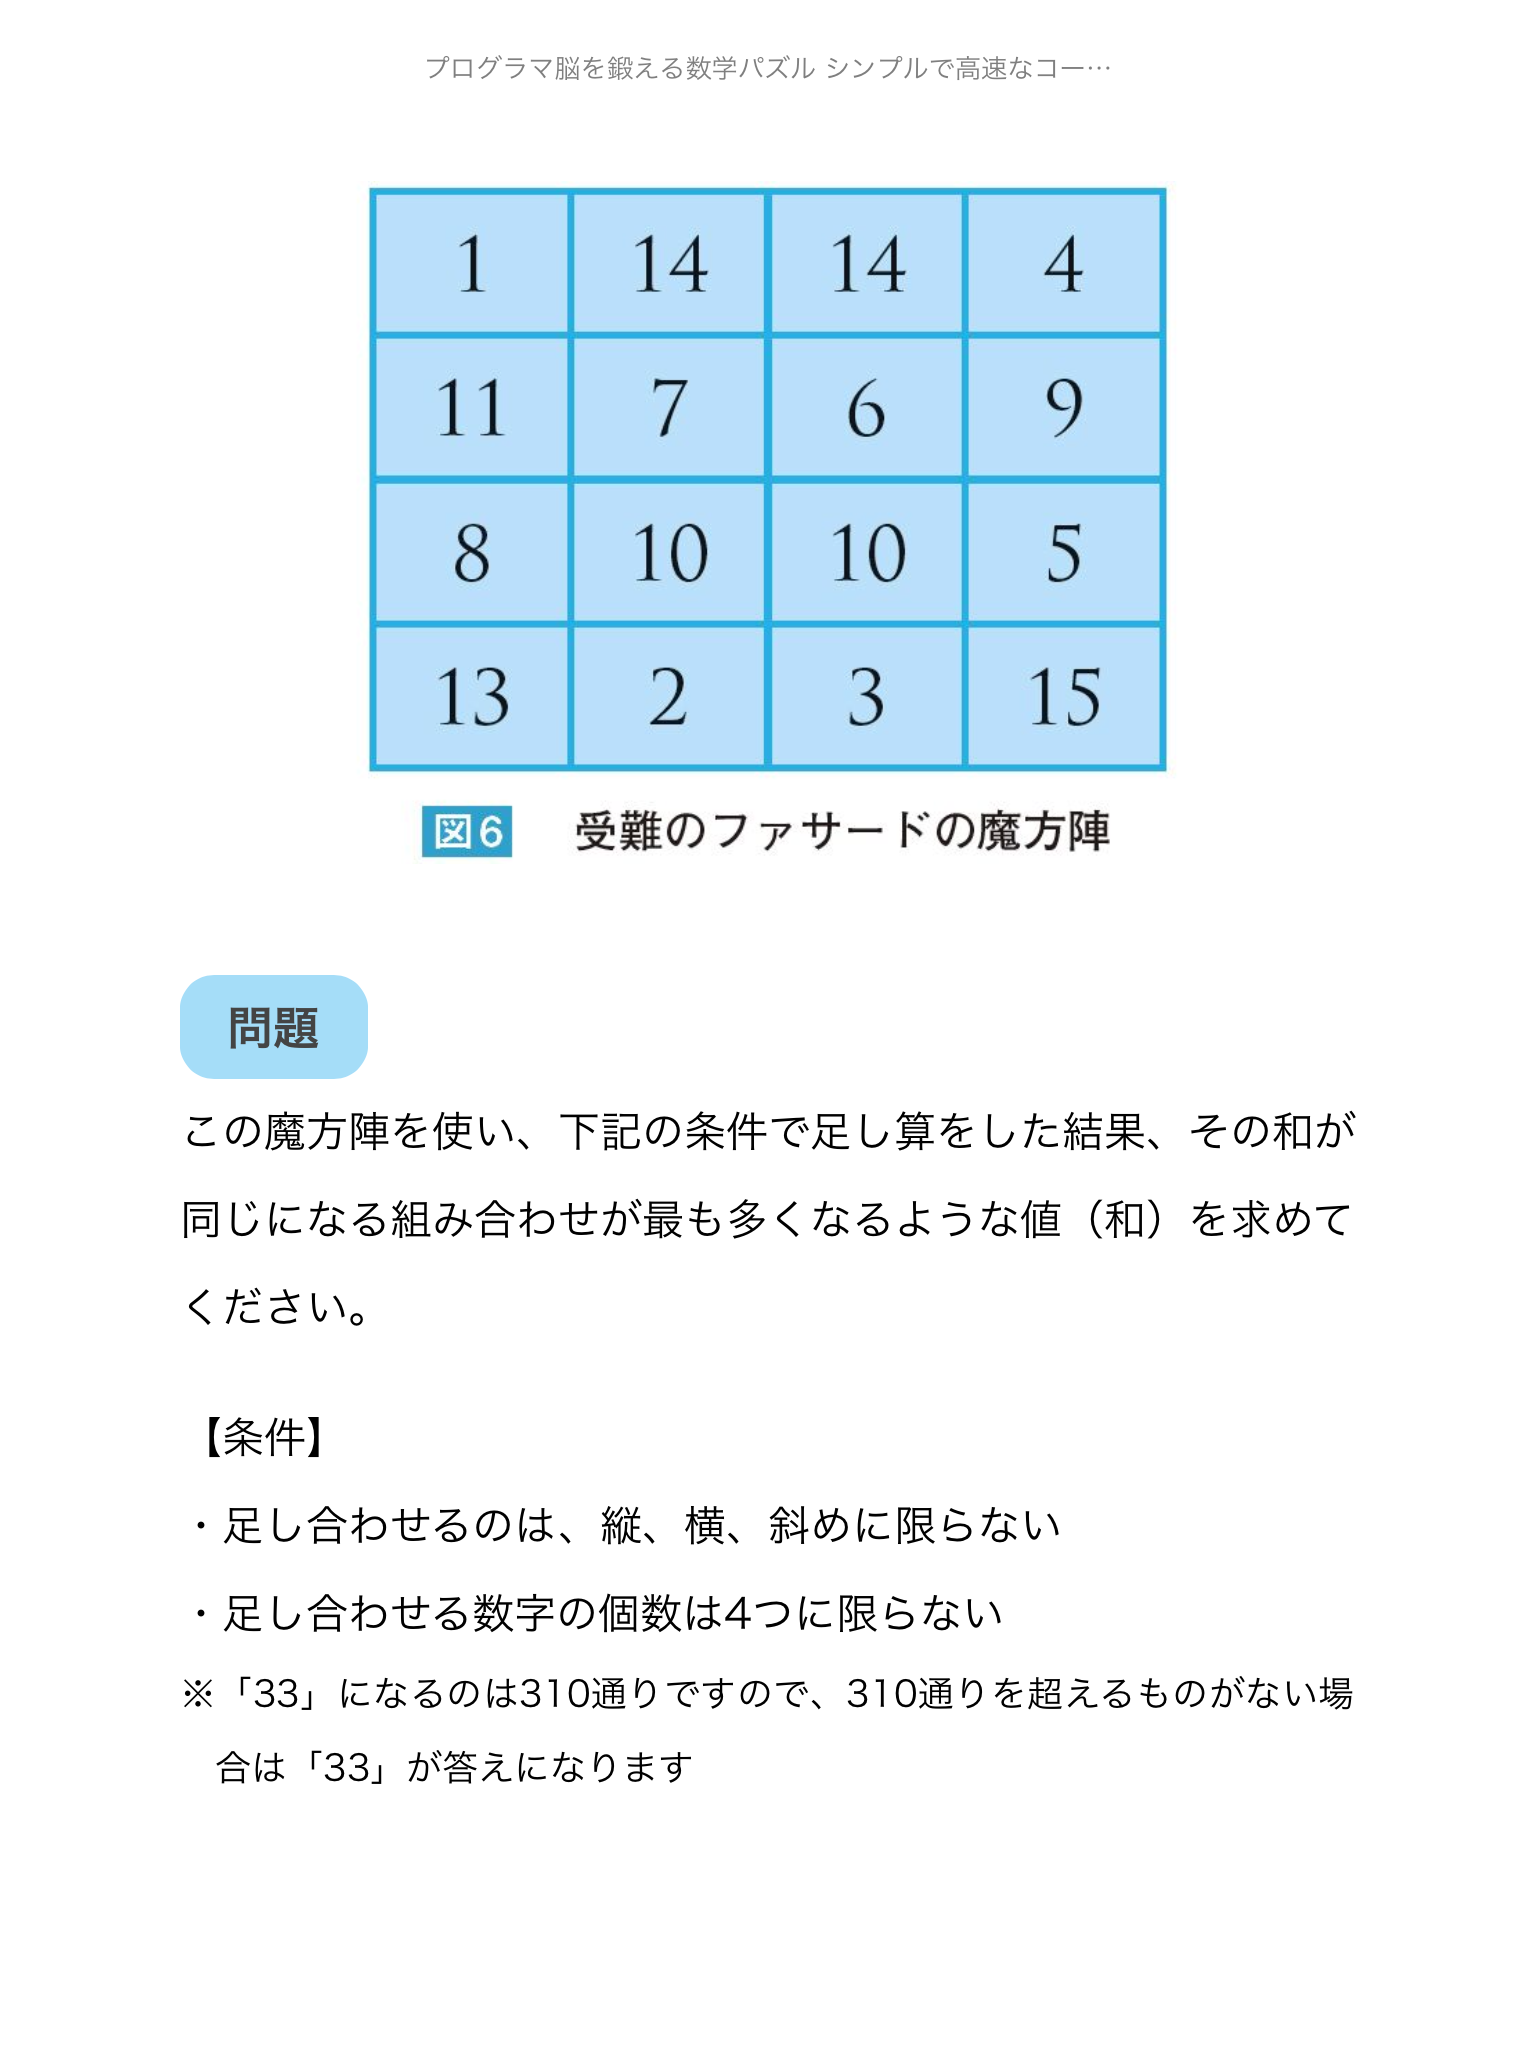 プログラマ脳を鍛える数学パズル シンプルで高速なコー…
1 14 14 4
11 7 6 9
8 10 10 5
13 2 3 15
図6 受難のファサードの魔方陣
問題
この魔方陣を使い、下記の条件で足し算をした結果、その和が
同じになる組み合わせが最も多くなるような値（和）を求めて
ください。
【条件】
・足し合わせるのは、縦、横、斜めに限らない
・足し合わせる数字の個数は4つに限らない
※「33」になるのは310通りですので、310通りを超えるものがない場
合は「33」が答えになります